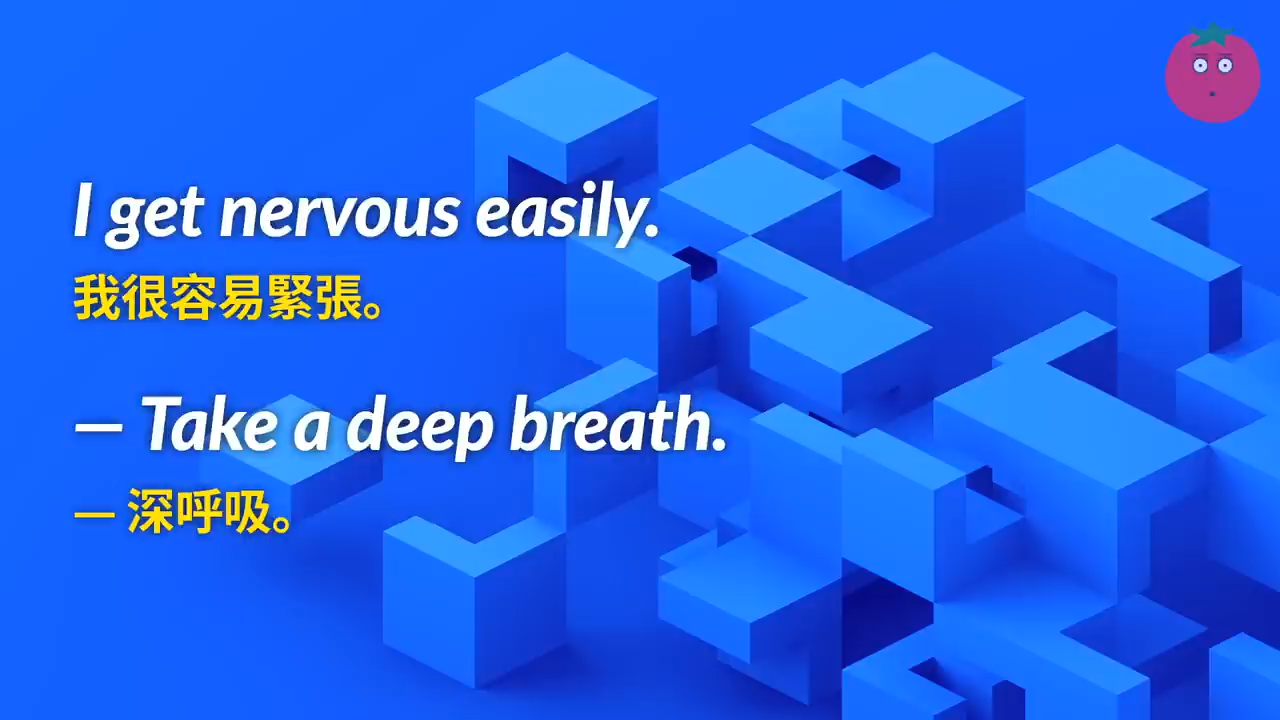 I get nervous easily.
我很容易緊張。
— Take a deep breath.
— 深呼吸。